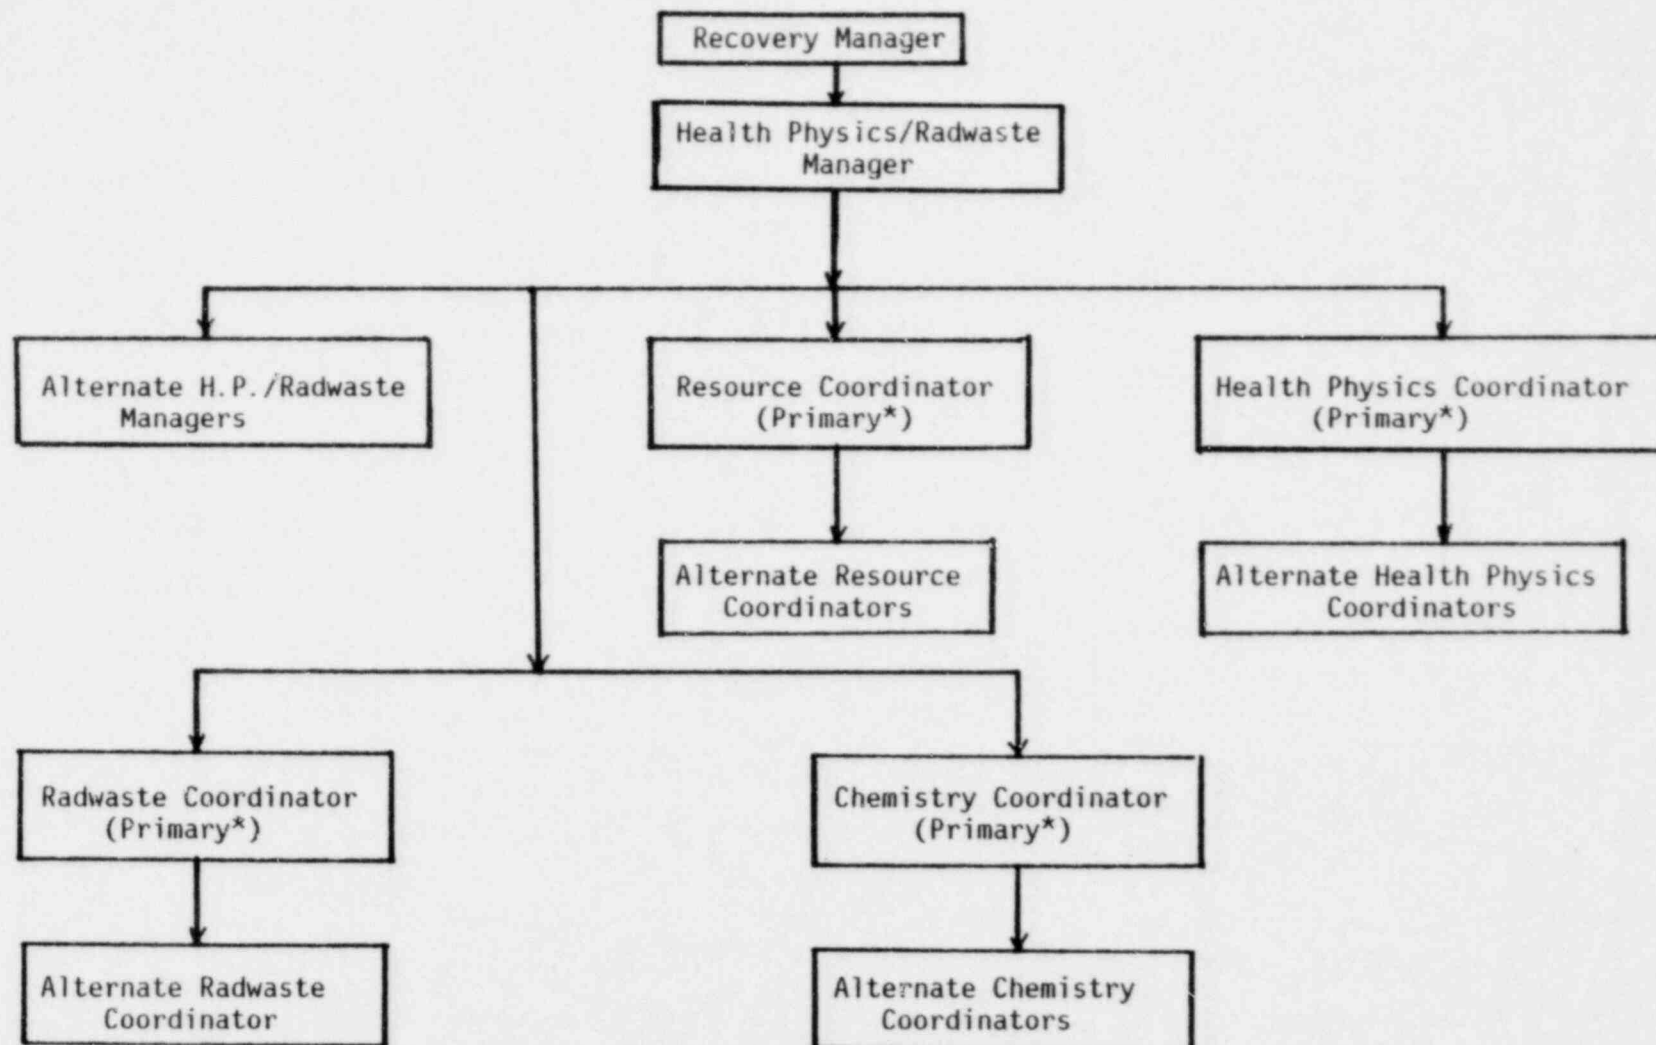 Recovery Manager
Health Physics/Radwaste
Manager
Alternate H.P./Radwaste
Managers
Resource Coordinator
(Primary*)
Health Physics Coordinator
(Primary*)
Alternate Resource
Coordinators
Alternate Health Physics
Coordinators
Radwaste Coordinator
(Primary*)
Chemistry Coordinator
(Primary*)
Alternate Radwaste
Coordinator
Alternate Chemistry
Coordinators